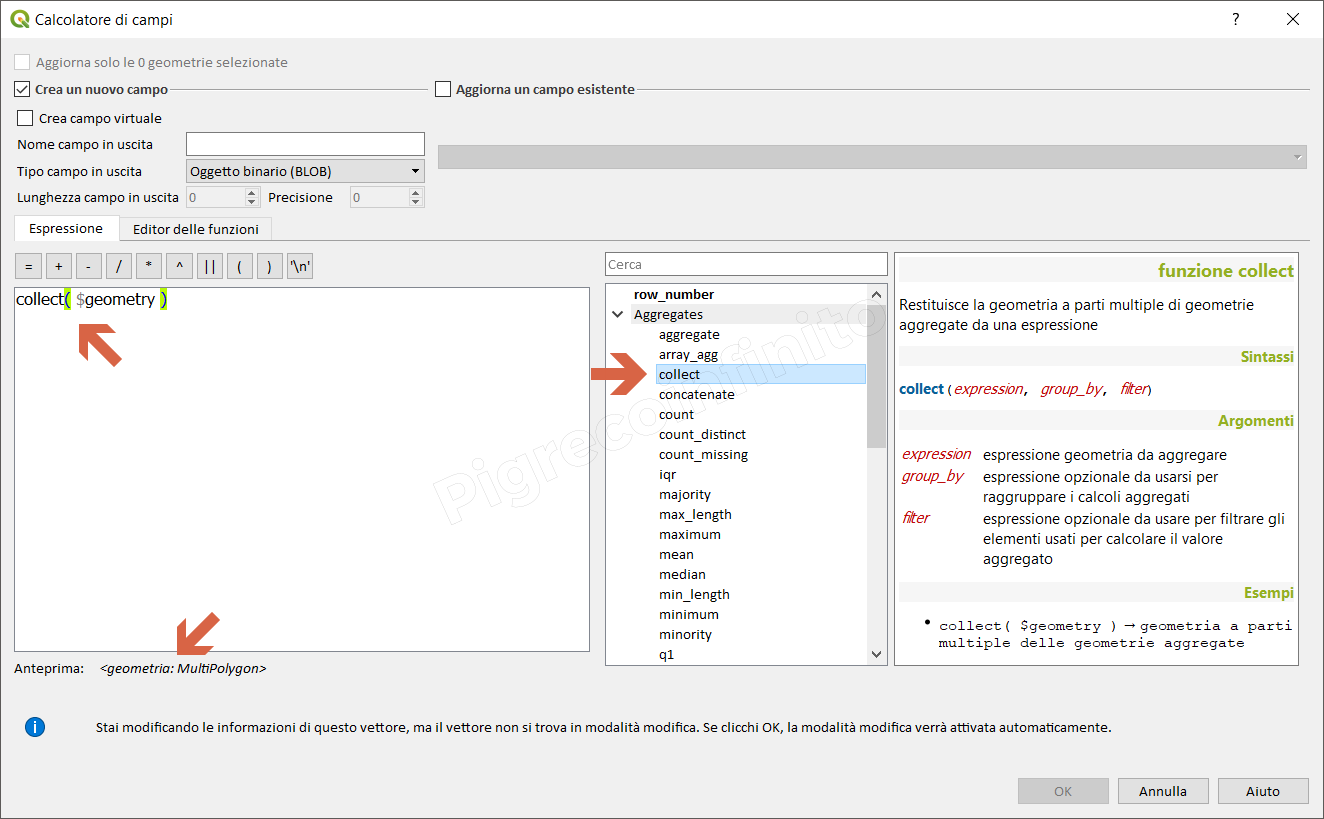 Calcolatore di campi
?
Aggiorna solo le 0 geometrie selezionate
Crea un nuovo campo
Aggiorna un campo esistente
Crea campo virtuale
Nome campo in uscita
Tipo campo in uscita
Oggetto binario (BLOB)
Lunghezza campo in uscita
0
Precisione
0
Espressione
Editor delle funzioni
= + - / * ^ || ( ) '\n'
collect( $geometry )
Anteprima: <geometria: MultiPolygon>
Cerca
row_number
Aggregates
aggregate
array_agg
collect
concatenate
count
count_distinct
count_missing
iqr
majority
max_length
maximum
mean
median
min_length
minimum
minority
q1
Pigrecoinfinito
funzione collect
Restituisce la geometria a parti multiple di geometrie
aggregate da una espressione
Sintassi
collect(expression, group_by, filter)
Argomenti
expression espressione geometria da aggregare
group_by espressione opzionale da usarsi per
raggruppare i calcoli aggregati
filter espressione opzionale da usare per filtrare gli
elementi usati per calcolare il valore
aggregato
Esempi
• collect( $geometry ) → geometria a parti
multiple delle geometrie aggregate
Stai modificando le informazioni di questo vettore, ma il vettore non si trova in modalità modifica. Se clicchi OK, la modalità modifica verrà attivata automaticamente.
OK
Annulla
Aiuto